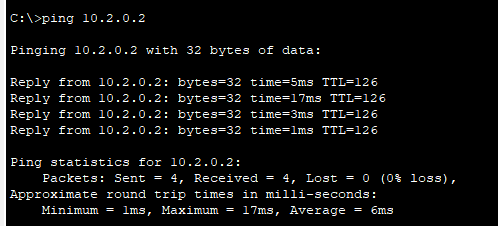 C:\>ping 10.2.0.2
Pinging 10.2.0.2 with 32 bytes of data:
Reply from 10.2.0.2: bytes=32 time=5ms TTL=126
Reply from 10.2.0.2: bytes=32 time=17ms TTL=126
Reply from 10.2.0.2: bytes=32 time=3ms TTL=126
Reply from 10.2.0.2: bytes=32 time=1ms TTL=126
Ping statistics for 10.2.0.2:
    Packets: Sent = 4, Received = 4, Lost = 0 (0% loss),
Approximate round trip times in milli-seconds:
    Minimum = 1ms, Maximum = 17ms, Average = 6ms